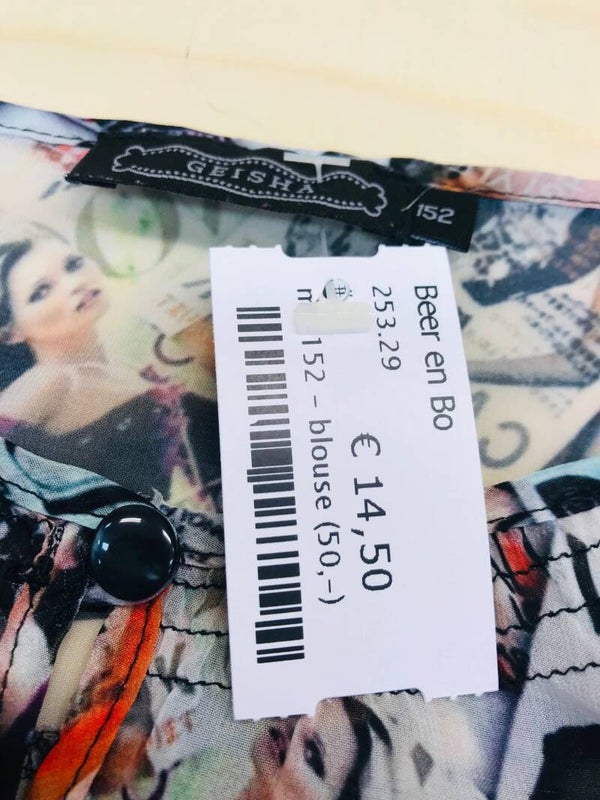 GEISHA
152
Beer en Bo
253.29
€ 14,50
152 – blouse (50,-)